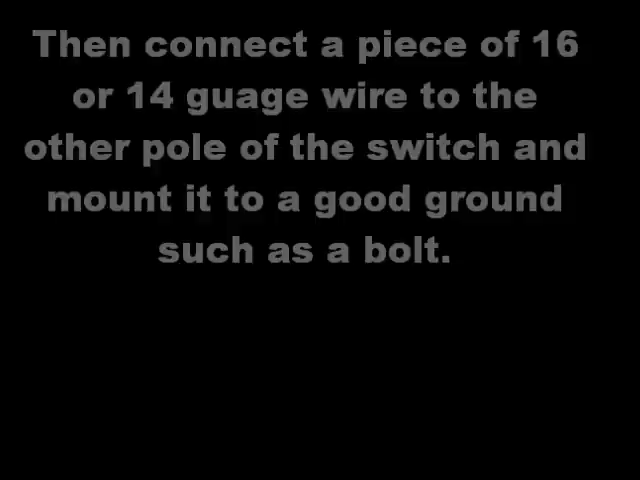 Then connect a piece of 16
or 14 guage wire to the
other pole of the switch and
mount it to a good ground
such as a bolt.